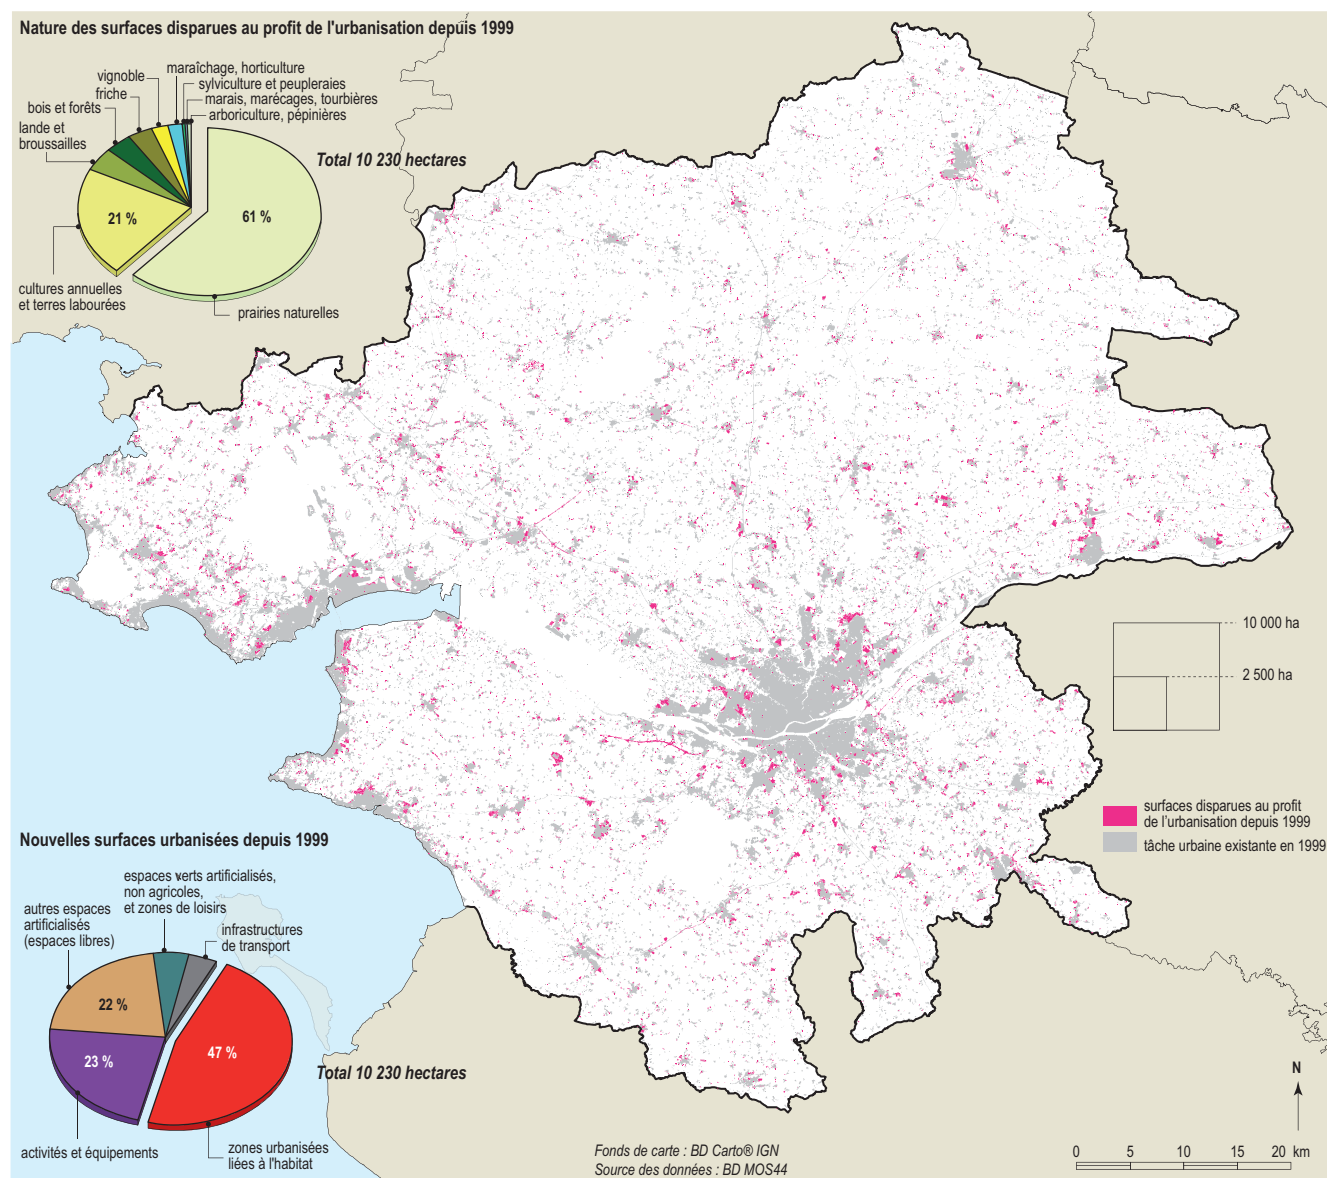 Nature des surfaces disparues au profit de l'urbanisation depuis 1999
maraîchage, horticulture
vignoble
sylviculture et peupleraies
friche
marais, marécages, tourbières
bois et forêts
arboriculture, pépinières
lande et
broussailles
Total 10 230 hectares
21 %
61 %
cultures annuelles
et terres labourées
prairies naturelles
10 000 ha
2 500 ha
surfaces disparues au profit
de l'urbanisation depuis 1999
tâche urbaine existante en 1999
Nouvelles surfaces urbanisées depuis 1999
espaces verts artificialisés,
non agricoles,
et zones de loisirs
autres espaces
artificialisés
(espaces libres)
infrastructures
de transport
22 %
23 %
47 %
Total 10 230 hectares
activités et équipements
zones urbanisées
liées à l'habitat
Fonds de carte : BD Carto® IGN
Source des données : BD MOS44
N
0 5 10 15 20 km